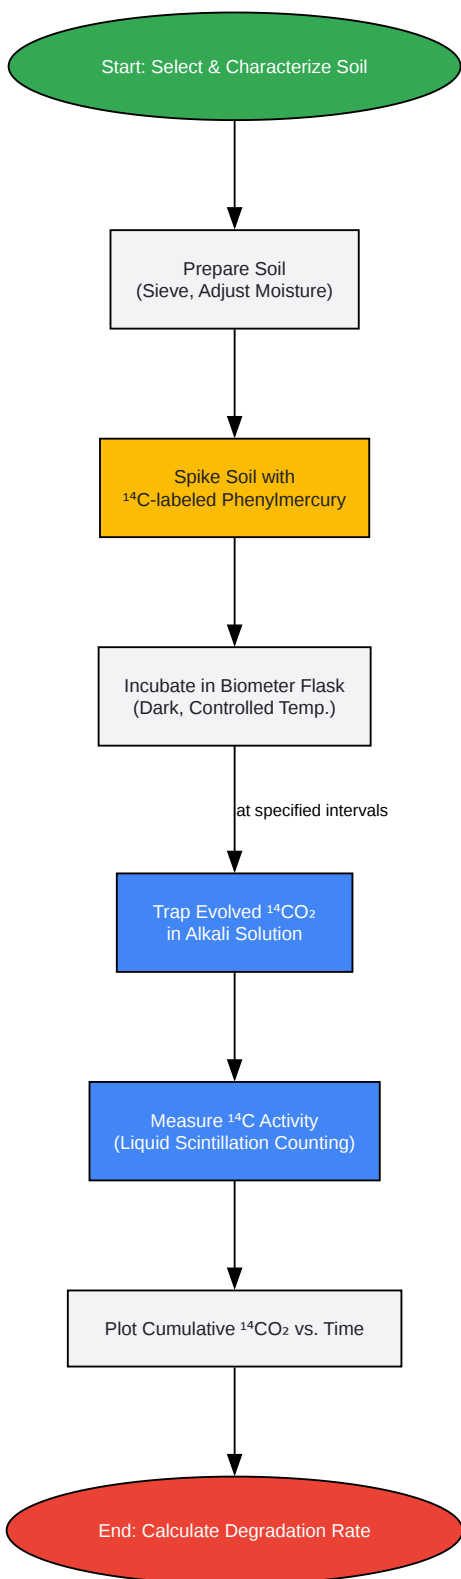 Start: Select & Characterize Soil
Prepare Soil
(Sieve, Adjust Moisture)
Spike Soil with
¹⁴C-labeled Phenylmercury
Incubate in Biometer Flask
(Dark, Controlled Temp.)
at specified intervals
Trap Evolved ¹⁴CO₂
in Alkali Solution
Measure ¹⁴C Activity
(Liquid Scintillation Counting)
Plot Cumulative ¹⁴CO₂ vs. Time
End: Calculate Degradation Rate